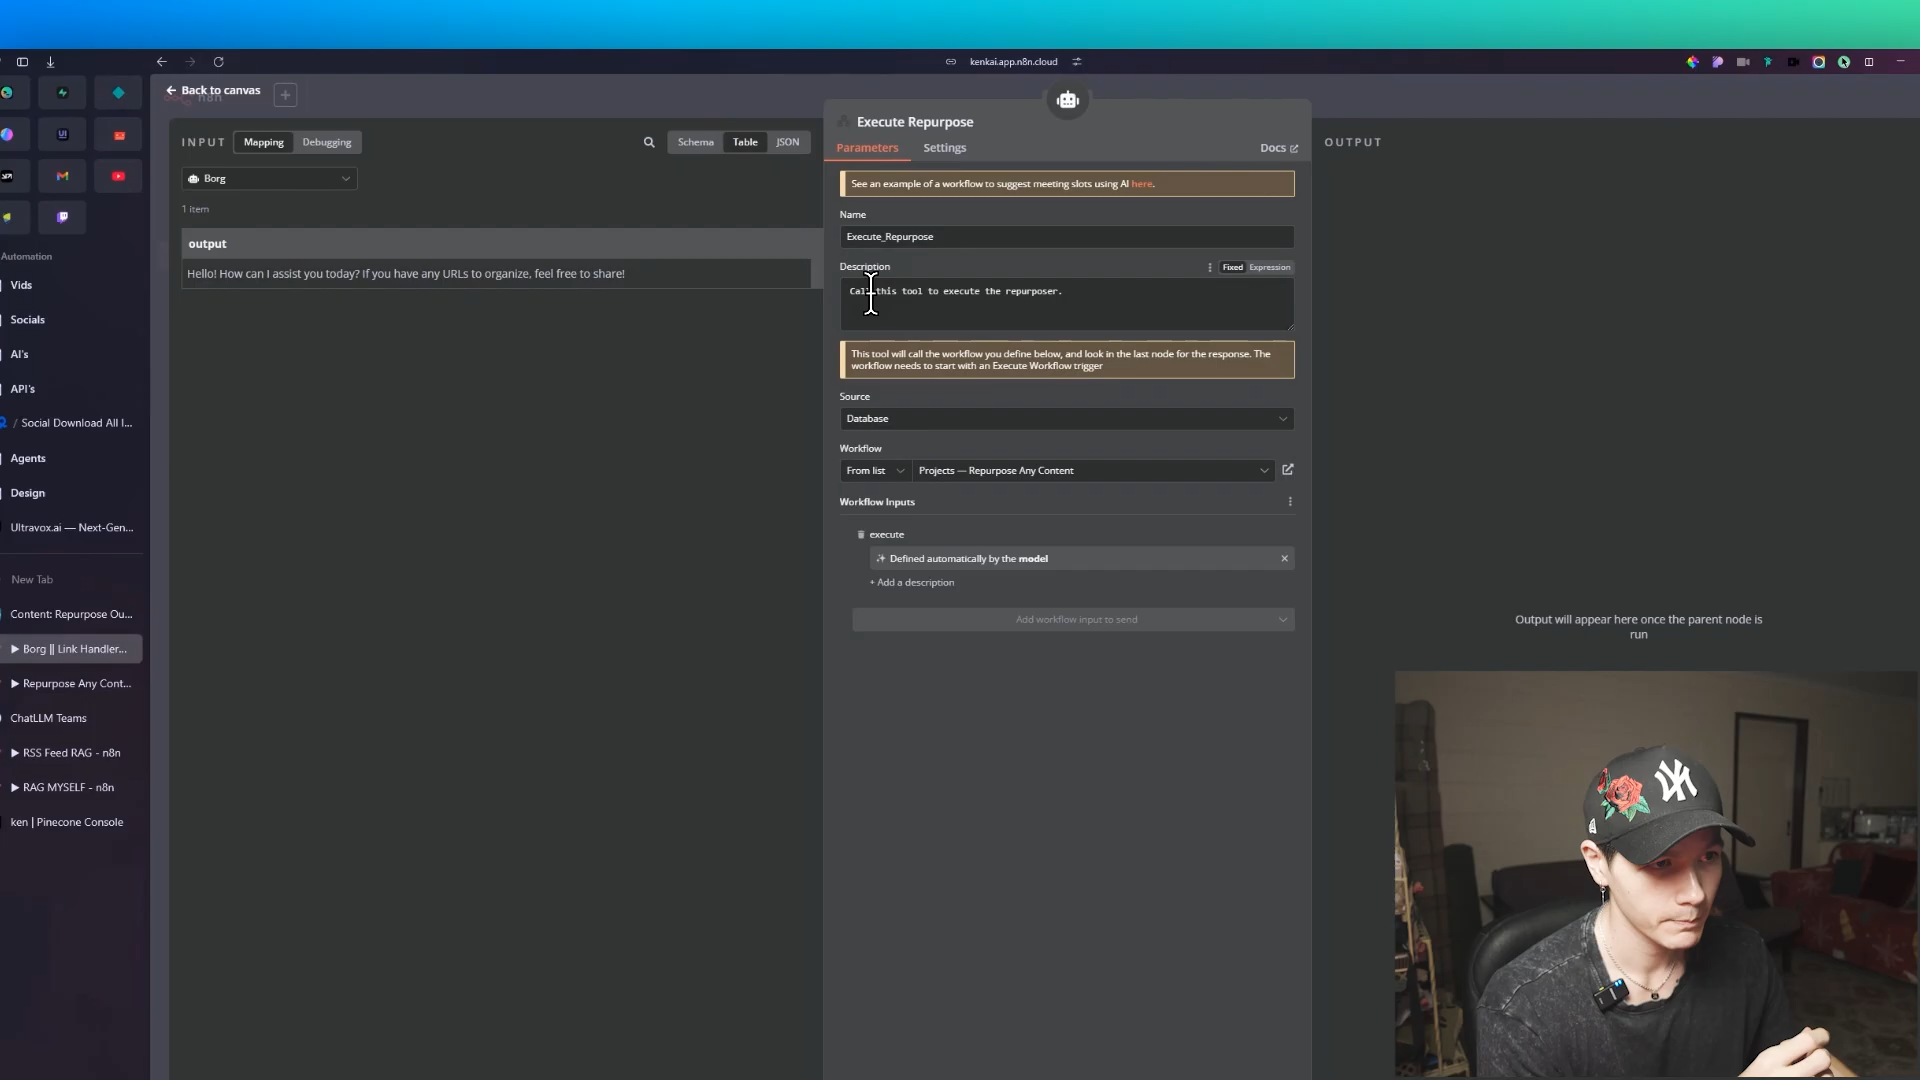 kenkai.app.n8n.cloud
Back to canvas
n8n
INPUT
Mapping
Debugging
Schema
Table
JSON
Borg
1 item
output
Hello! How can I assist you today? If you have any URLs to organize, feel free to share!
Execute Repurpose
Parameters
Settings
Docs
See an example of a workflow to suggest meeting slots using AI here.
Name
Execute_Repurpose
Description
Fixed
Expression
Call this tool to execute the repurposer.
This tool will call the workflow you define below, and look in the last node for the response. The
workflow needs to start with an Execute Workflow trigger
Source
Database
Workflow
From list
Projects — Repurpose Any Content
Workflow Inputs
execute
Defined automatically by the model
+ Add a description
Add workflow input to send
OUTPUT
Output will appear here once the parent node is
run
UI
Automation
Vids
Socials
AI's
API's
/ Social Download All I...
Agents
Design
Ultravox.ai — Next-Gen...
New Tab
Content: Repurpose Ou...
▶ Borg || Link Handler...
▶ Repurpose Any Cont...
ChatLLM Teams
▶ RSS Feed RAG - n8n
▶ RAG MYSELF - n8n
ken | Pinecone Console
NY